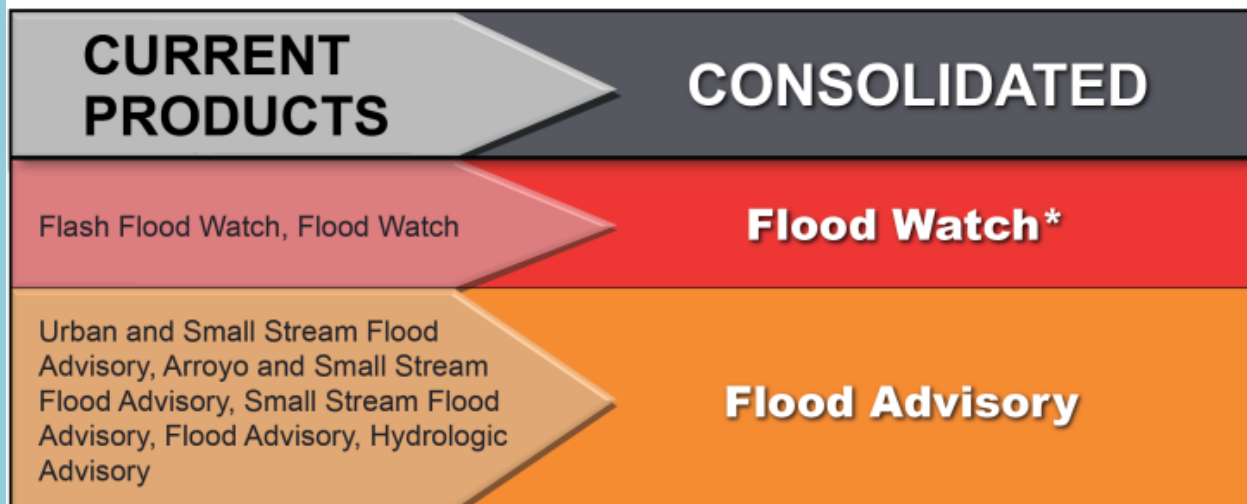 CURRENT
PRODUCTS
CONSOLIDATED
Flash Flood Watch, Flood Watch
Flood Watch*
Urban and Small Stream Flood
Advisory, Arroyo and Small Stream
Flood Advisory, Small Stream Flood
Advisory, Flood Advisory, Hydrologic
Advisory
Flood Advisory